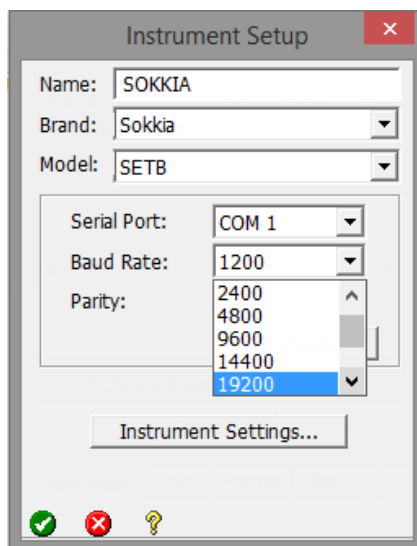 Instrument Setup
Name: SOKKIA
Brand: Sokkia
Model: SETB
Serial Port: COM 1
Baud Rate: 1200
Parity:
2400
4800
9600
14400
19200
Instrument Settings...